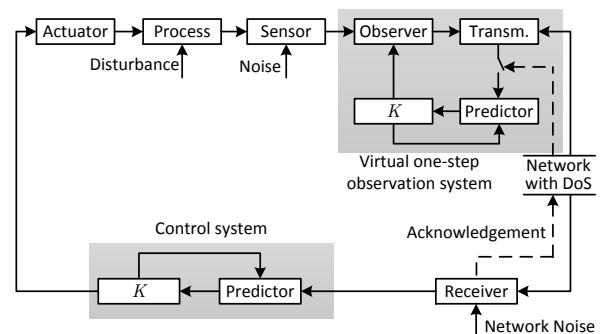 Actuator
Process
Sensor
Observer
Transm.
Disturbance
Noise
K
Predictor
Virtual one-step
observation system
Network
with DoS
Acknowledgement
Control system
K
Predictor
Receiver
Network Noise